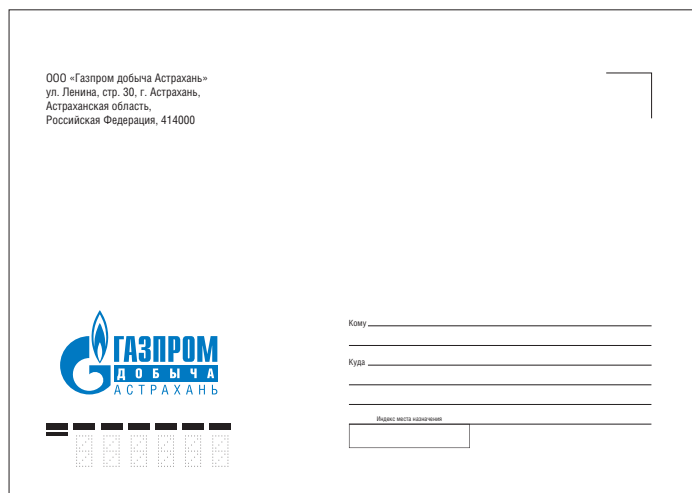 ООО «Газпром добыча Астрахань»
ул. Ленина, стр. 30, г. Астрахань,
Астраханская область,
Российская Федерация, 414000
ГАЗПРОМ
ДОБЫЧА
АСТРАХАНЬ
Кому
Куда
Индекс места назначения